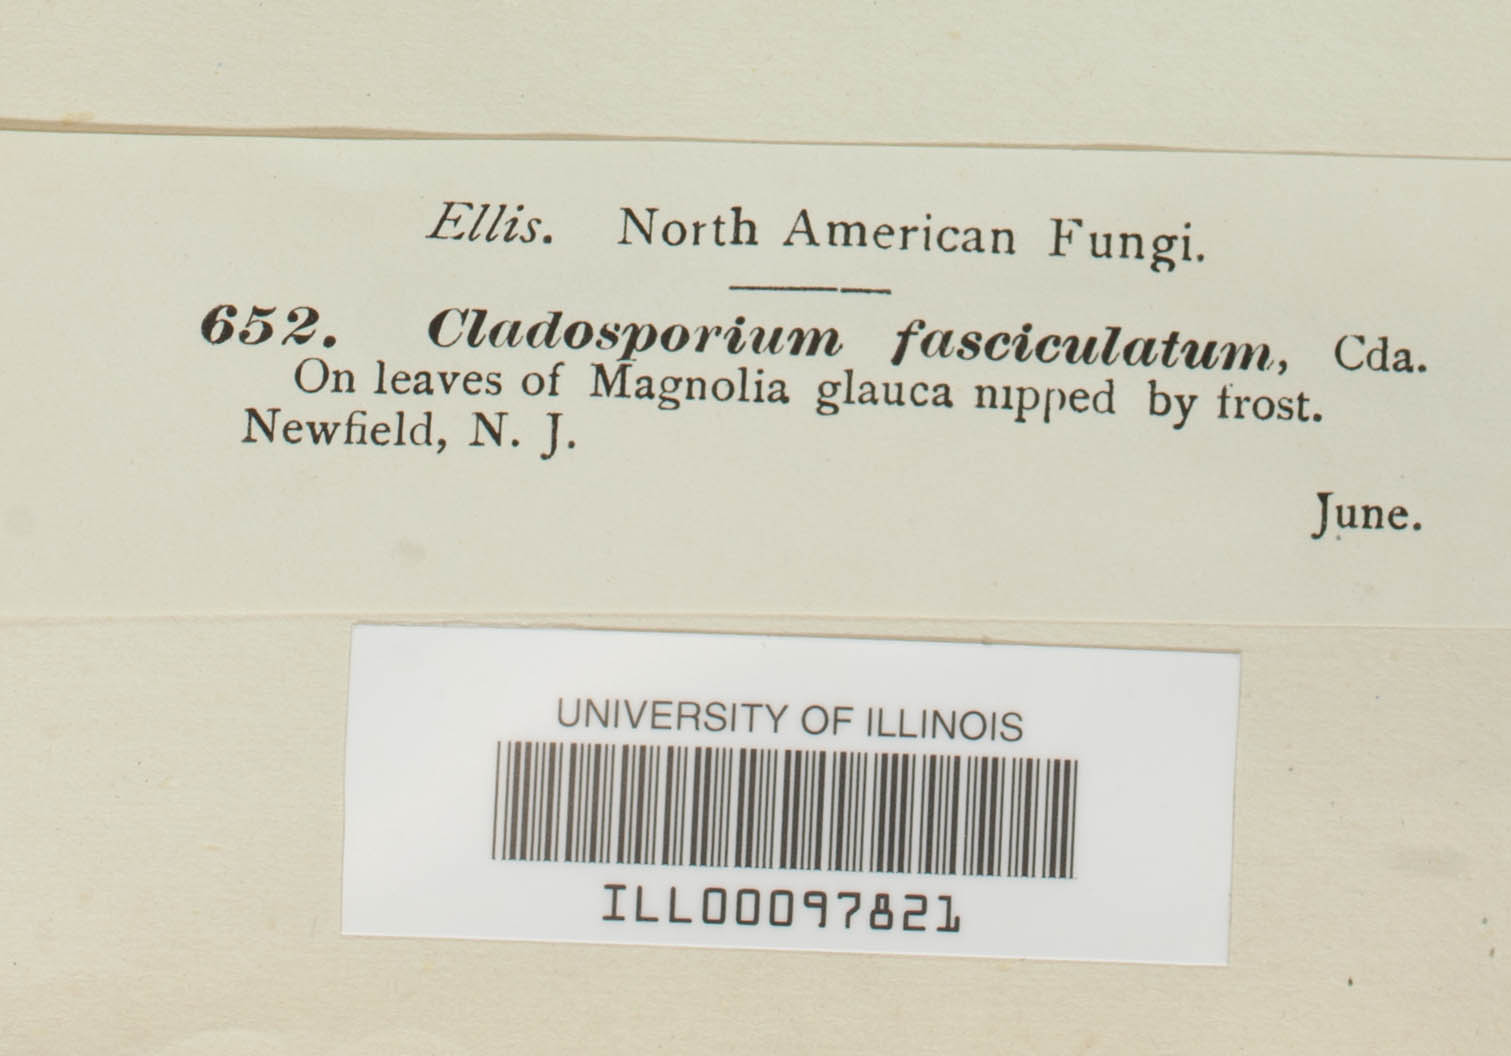 Ellis. North American Fungi.
652. Cladosporium fasciculatum, Cda.
On leaves of Magnolia glauca nipped by frost.
Newfield, N. J.
June.
UNIVERSITY OF ILLINOIS
ILL00097821